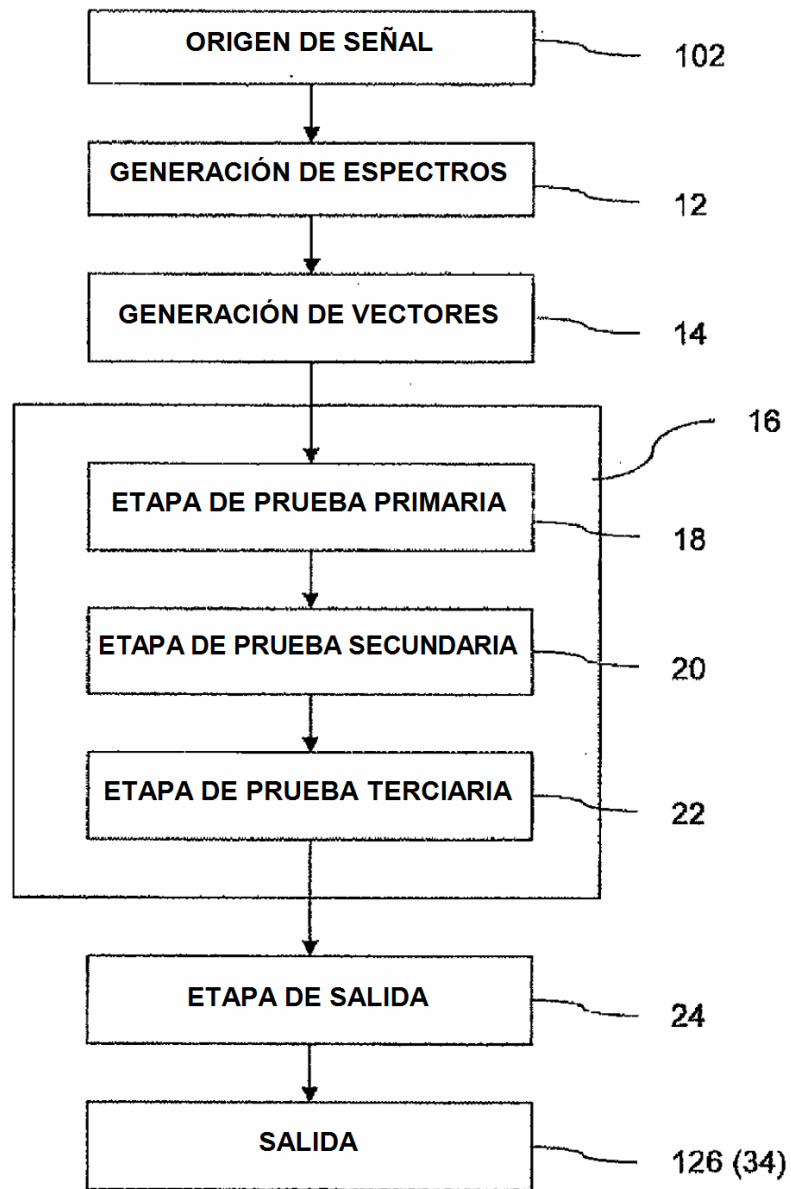 ORIGEN DE SEÑAL
102
GENERACIÓN DE ESPECTROS
12
GENERACIÓN DE VECTORES
14
16
ETAPA DE PRUEBA PRIMARIA
18
ETAPA DE PRUEBA SECUNDARIA
20
ETAPA DE PRUEBA TERCIARIA
22
ETAPA DE SALIDA
24
SALIDA
126 (34)